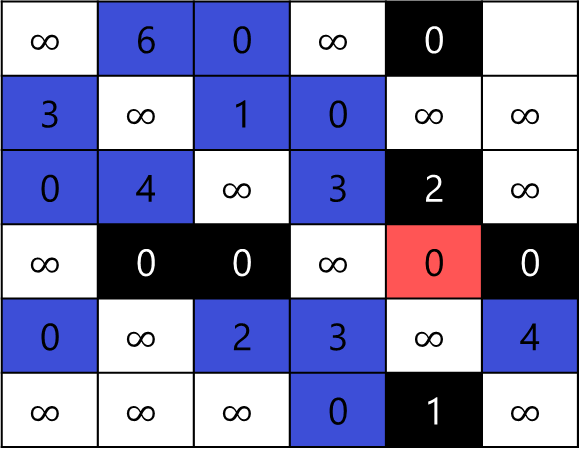 ∞ 6 0 ∞ 0
3 ∞ 1 0 ∞ ∞
0 4 ∞ 3 2 ∞
∞ 0 0 ∞ 0 0
0 ∞ 2 3 ∞ 4
∞ ∞ ∞ 0 1 ∞